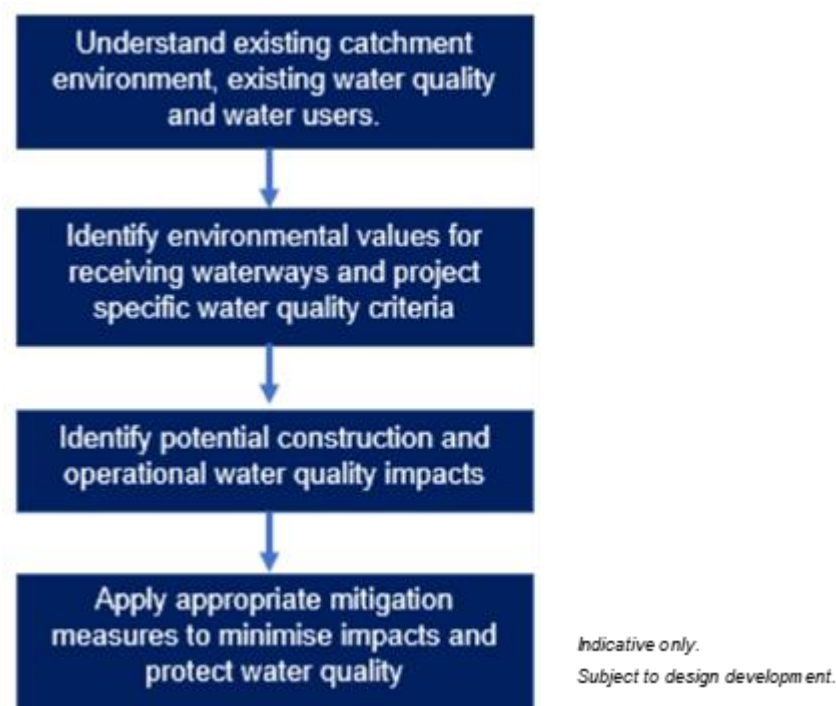 Understand existing catchment
environment, existing water quality
and water users.
Identify environmental values for
receiving waterways and project
specific water quality criteria
Identify potential construction and
operational water quality impacts
Apply appropriate mitigation
measures to minimise impacts and
protect water quality
Indicative only.
Subject to design development.